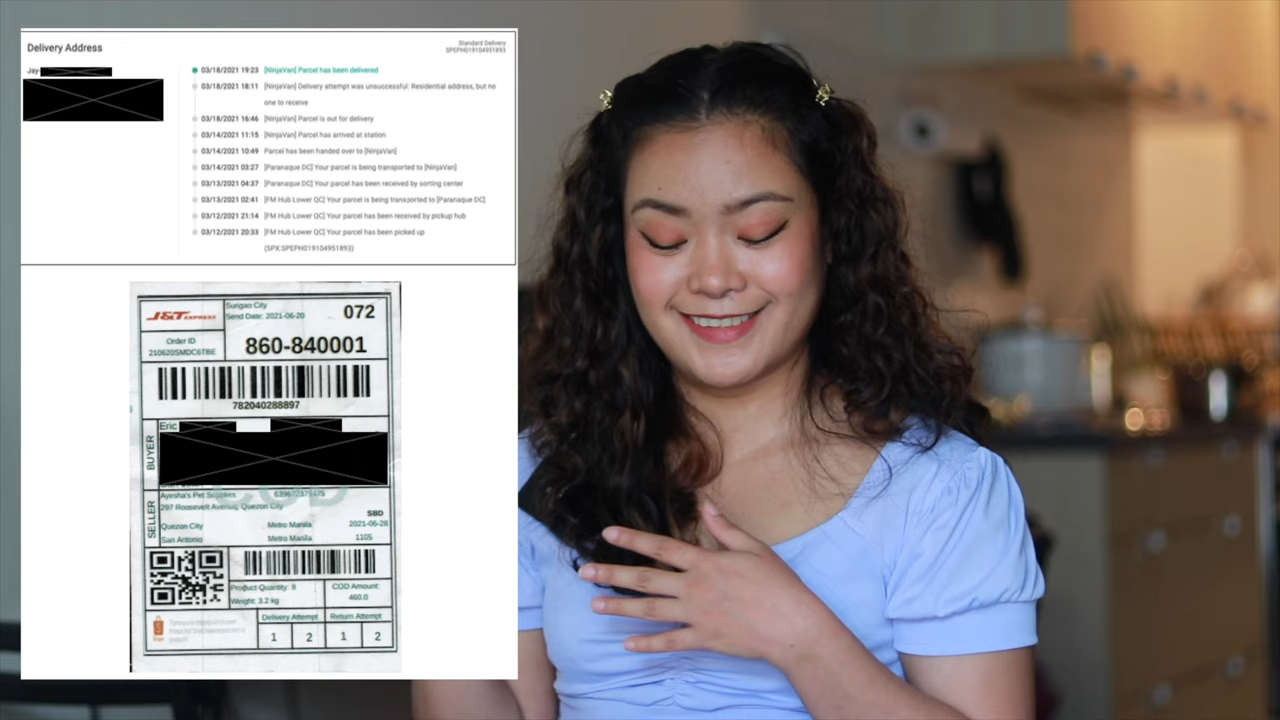 Delivery Address
Standard Delivery
SPEPH019104951893
Jay
03/18/2021 19:23 [NinjaVan] Parcel has been delivered
03/18/2021 18:11 [NinjaVan] Delivery attempt was unsuccessful: Residential address, but no
one to receive
03/18/2021 16:46 [NinjaVan] Parcel is out for delivery
03/14/2021 11:15 [NinjaVan] Parcel has arrived at station
03/14/2021 10:49 Parcel has been handed over to [NinjaVan]
03/14/2021 03:27 [Paranaque DC] Your parcel is being transported to [NinjaVan]
03/13/2021 04:37 [Paranaque DC] Your parcel has been received by sorting center
03/13/2021 02:41 [FM Hub Lower QC] Your parcel is being transported to [Paranaque DC]
03/12/2021 21:14 [FM Hub Lower QC] Your parcel has been received by pickup hub
03/12/2021 20:33 [FM Hub Lower QC] Your parcel has been picked up
(SPX:SPEPH019104951893)
J&T EXPRESS
Surigao City
Send Date: 2021-06-20
072
Order ID
210620SMDC6TBE
860-840001
782040288897
BUYER
Eric
SELLER
Ayesha's Pet Supplies
297 Roosevelt Avenue, Quezon City
SBD
Quezon City Metro Manila 2021-06-28
San Antonio Metro Manila 1105
Product Quantity: 8
Weight: 3.2 kg
COD Amount:
460.0
Delivery Attempt Return Attempt
1 2 1 2